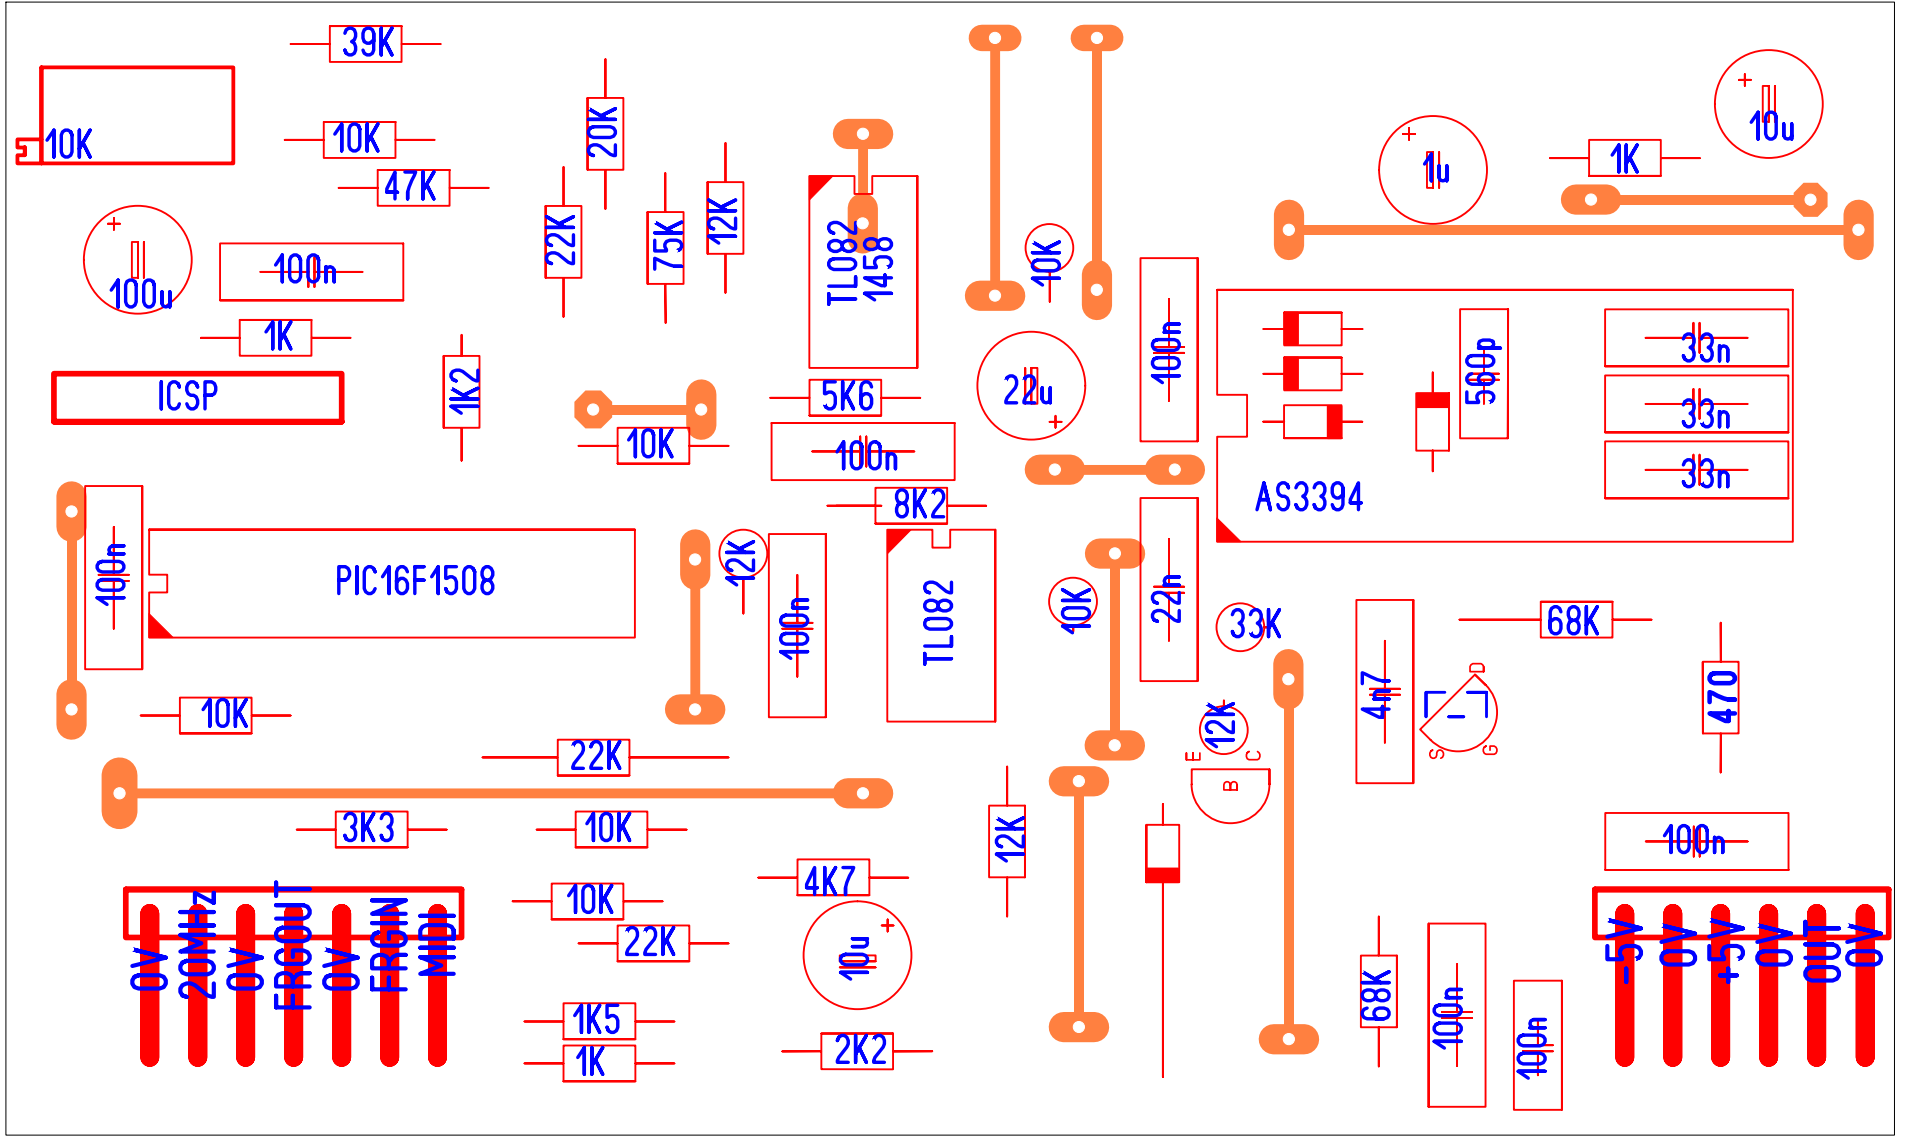 39K
10K
10K
47K
20K
22K
75K
12K
TL082
1458
10K
+
1u
1K
+
10u
+
100u
100n
1K
ICSP
1K2
10K
5K6
100n
8K2
22u
+
100n
560p
33n
33n
33n
AS3394
100n
PIC16F1508
12K
100n
TL082
10K
22n
33K
4n7
68K
D
S
G
470
10K
22K
12K
E
C
B
3K3
10K
12K
4K7
10K
22K
+
10u
1K5
1K
2K2
0V
20MHz
0V
FRGOUT
0V
FRGIN
MIDI
100n
68K
100n
100n
-5V
0V
+5V
0V
OUT
0V